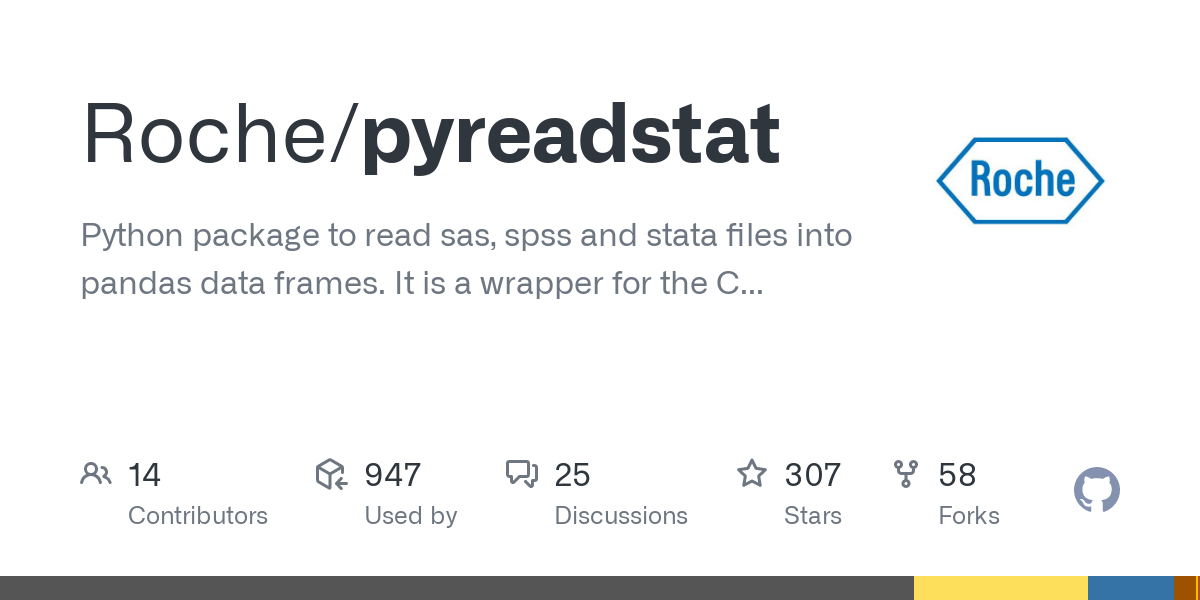 Roche/pyreadstat
Roche
Python package to read sas, spss and stata files into
pandas data frames. It is a wrapper for the C...
14
Contributors
947
Used by
25
Discussions
307
Stars
58
Forks